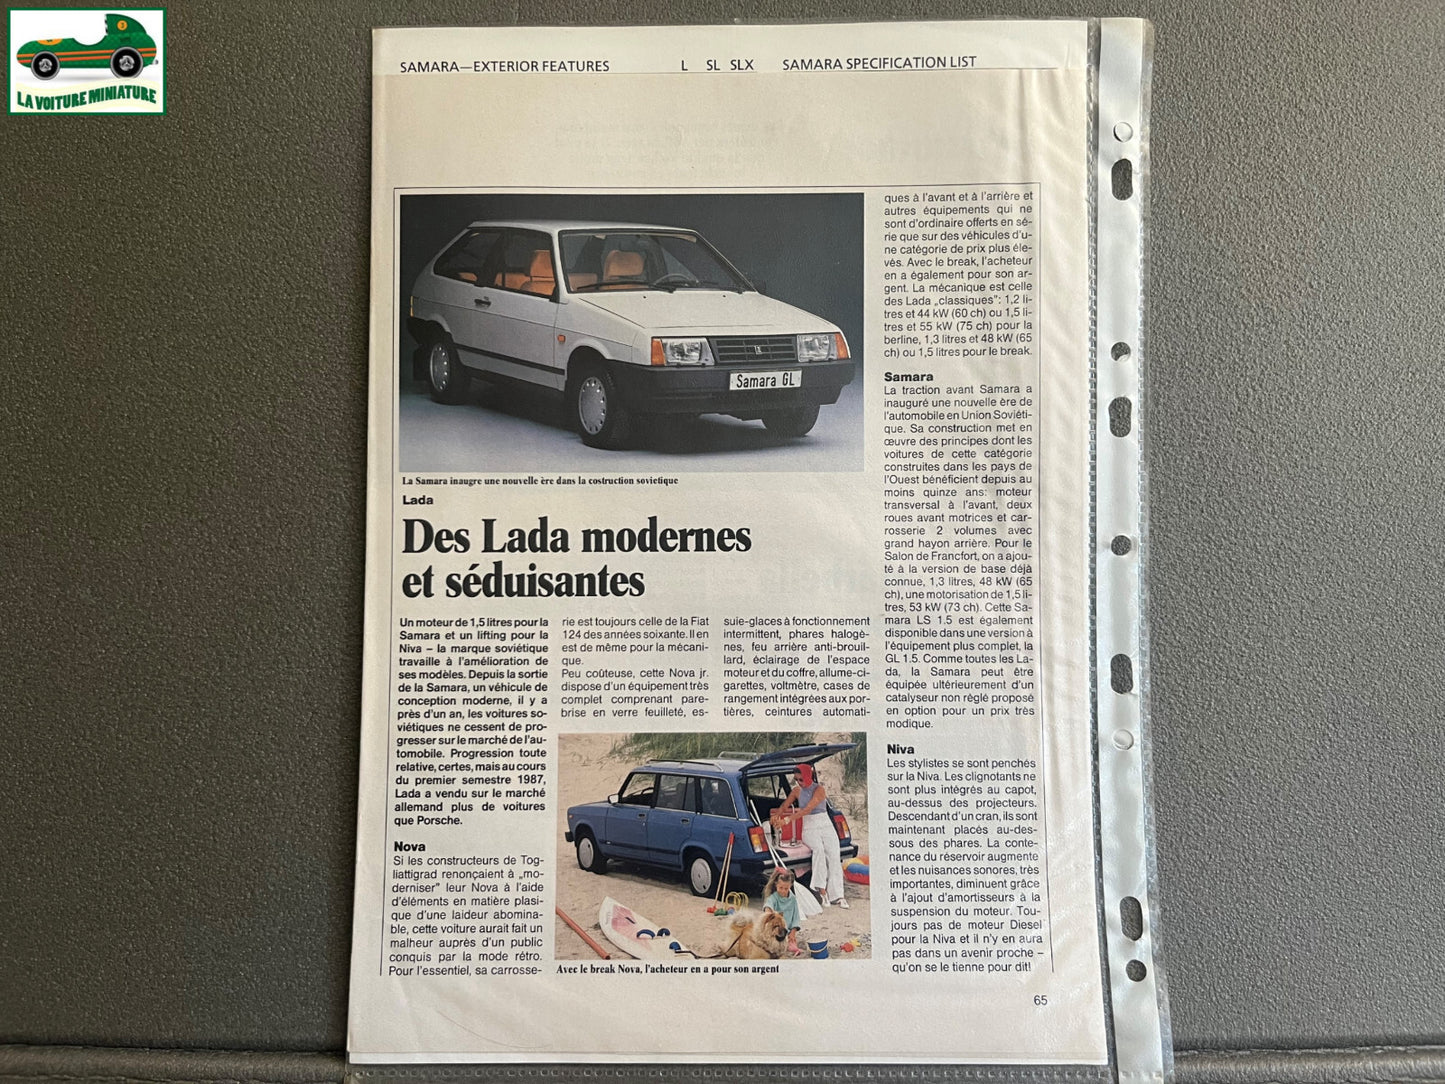 3
LA VOITURE MINIATURE
SAMARA—EXTERIOR FEATURES L SL SLX SAMARA SPECIFICATION LIST
Samara GL
La Samara inaugre une nouvelle ère dans la costruction sovietique
Lada
Des Lada modernes
et séduisantes
Un moteur de 1,5 litres pour la
Samara et un lifting pour la
Niva – la marque soviétique
travaille à l'amélioration de
ses modèles. Depuis la sortie
de la Samara, un véhicule de
conception moderne, il y a
près d'un an, les voitures so-
viétiques ne cessent de pro-
gresser sur le marché de l'au-
tomobile. Progression toute
relative, certes, mais au cours
du premier semestre 1987,
Lada a vendu sur le marché
allemand plus de voitures
que Porsche.
Nova
Si les constructeurs de Tog-
liattigrad renonçaient à „mo-
derniser" leur Nova à l'aide
d'éléments en matière plasi-
que d'une laideur abomina-
ble, cette voiture aurait fait un
malheur auprès d'un public
conquis par la mode rétro.
Pour l'essentiel, sa carrosse-
rie est toujours celle de la Fiat
124 des années soixante. Il en
est de même pour la mécani-
que.
Peu coûteuse, cette Nova jr.
dispose d'un équipement très
complet comprenant pare-
brise en verre feuilleté, es-
suie-glaces à fonctionnement
intermittent, phares halogè-
nes, feu arrière anti-brouil-
lard, éclairage de l'espace
moteur et du coffre, allume-ci-
garettes, voltmètre, cases de
rangement intégrées aux por-
tières, ceintures automati-
Avec le break Nova, l'acheteur en a pour son argent
ques à l'avant et à l'arrière et
autres équipements qui ne
sont d'ordinaire offerts en sé-
rie que sur des véhicules d'u-
ne catégorie de prix plus éle-
vés. Avec le break, l'acheteur
en a également pour son ar-
gent. La mécanique est celle
des Lada „classiques": 1,2 li-
tres et 44 kW (60 ch) ou 1,5 li-
tres et 55 kW (75 ch) pour la
berline, 1,3 litres et 48 kW (65
ch) ou 1,5 litres pour le break.
Samara
La traction avant Samara a
inauguré une nouvelle ère de
l'automobile en Union Soviéti-
que. Sa construction met en
œuvre des principes dont les
voitures de cette catégorie
construites dans les pays de
l'Ouest bénéficient depuis au
moins quinze ans: moteur
transversal à l'avant, deux
roues avant motrices et car-
rosserie 2 volumes avec
grand hayon arrière. Pour le
Salon de Francfort, on a ajou-
té à la version de base déjà
connue, 1,3 litres, 48 kW (65
ch), une motorisation de 1,5 li-
tres, 53 kW (73 ch). Cette Sa-
mara LS 1.5 est également
disponible dans une version à
l'équipement plus complet, la
GL 1.5. Comme toutes les La-
da, la Samara peut être
équipée ultérieurement d'un
catalyseur non règlé proposé
en option pour un prix très
modique.
Niva
Les stylistes se sont penchés
sur la Niva. Les clignotants ne
sont plus intégrés au capot,
au-dessus des projecteurs.
Descendant d'un cran, ils sont
maintenant placés au-des-
sous des phares. La conte-
nance du réservoir augmente
et les nuisances sonores, très
importantes, diminuent grâce
à l'ajout d'amortisseurs à la
suspension du moteur. Tou-
jours pas de moteur Diesel
pour la Niva et il n'y en aura
pas dans un avenir proche –
qu'on se le tienne pour dit!
65